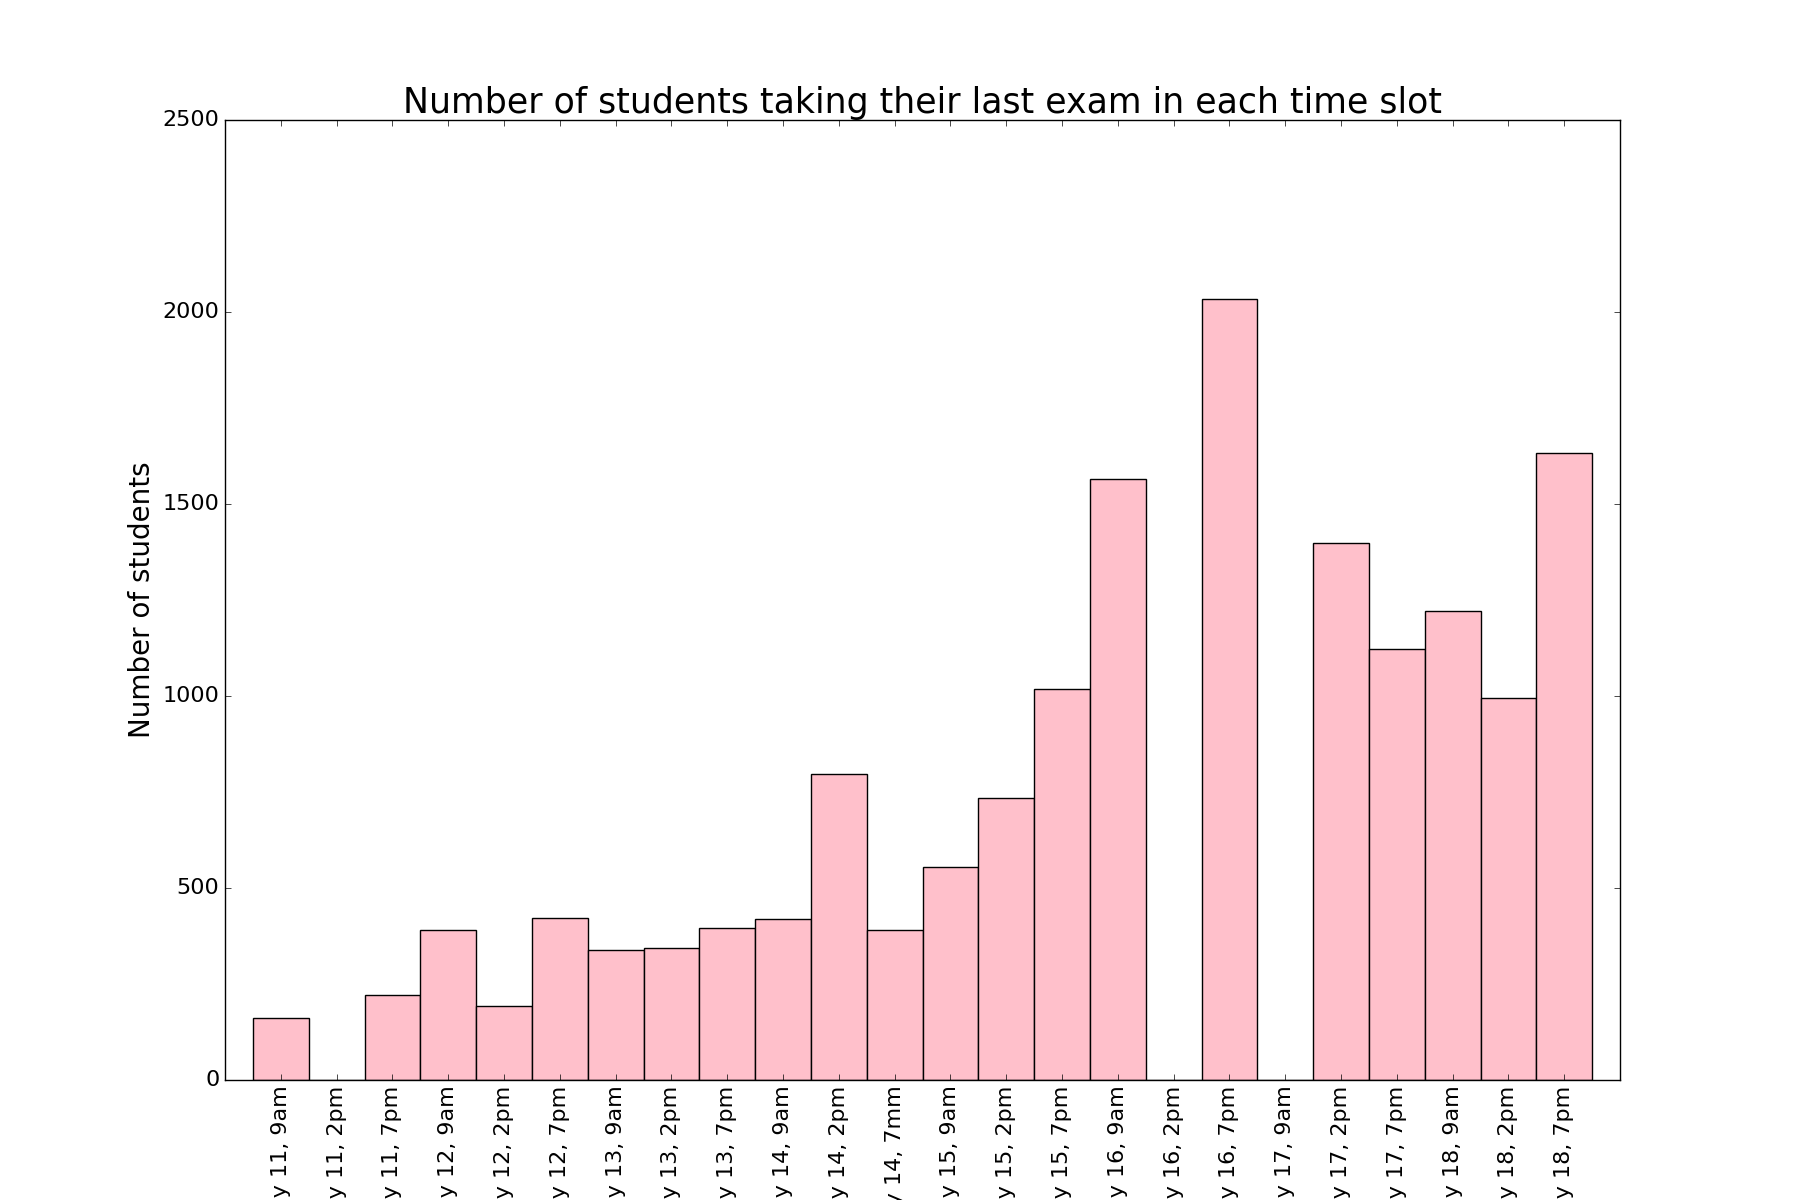 Number of students taking their last exam in each time slot
Number of students
2500
2000
1500
1000
500
0
y 11, 9am
y 11, 2pm
y 11, 7pm
y 12, 9am
y 12, 2pm
y 12, 7pm
y 13, 9am
y 13, 2pm
y 13, 7pm
y 14, 9am
y 14, 2pm
y 14, 7mm
y 15, 9am
y 15, 2pm
y 15, 7pm
y 16, 9am
y 16, 2pm
y 16, 7pm
y 17, 9am
y 17, 2pm
y 17, 7pm
y 18, 9am
y 18, 2pm
y 18, 7pm